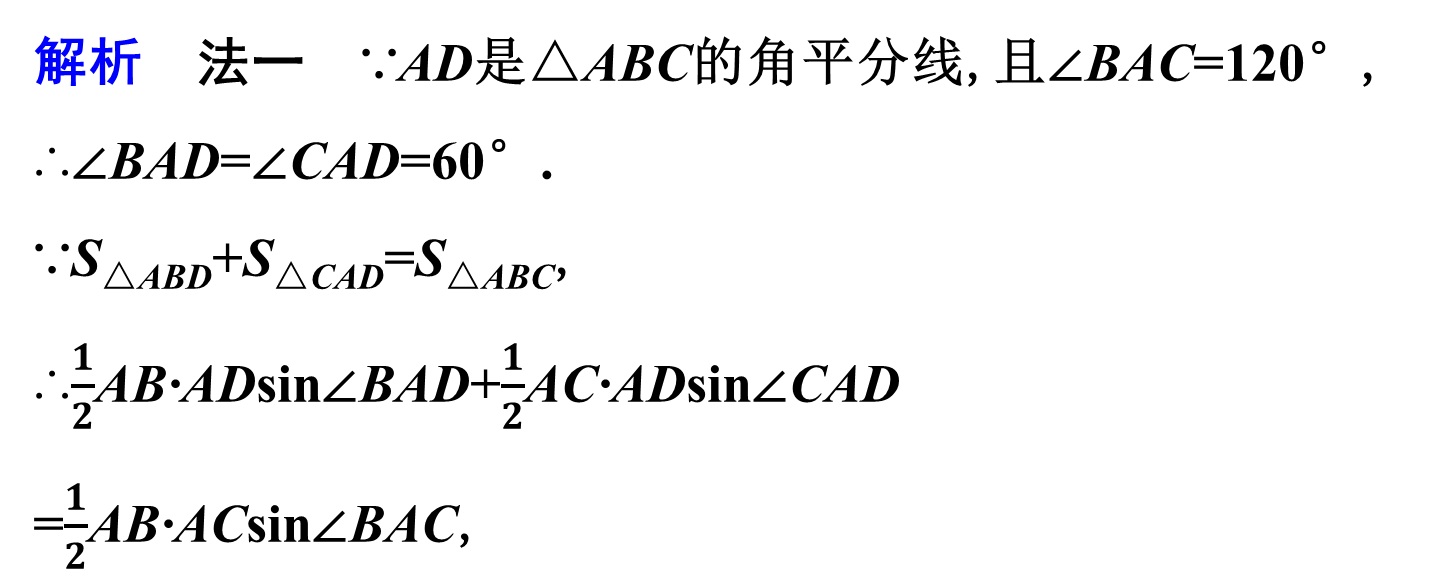 解析 法一 ∵AD是△ABC的角平分线,且∠BAC=120°,
∴∠BAD=∠CAD=60°.
∵S△ABD+S△CAD=S△ABC,
∴1/2AB·ADsin∠BAD+1/2AC·ADsin∠CAD
=1/2AB·ACsin∠BAC,